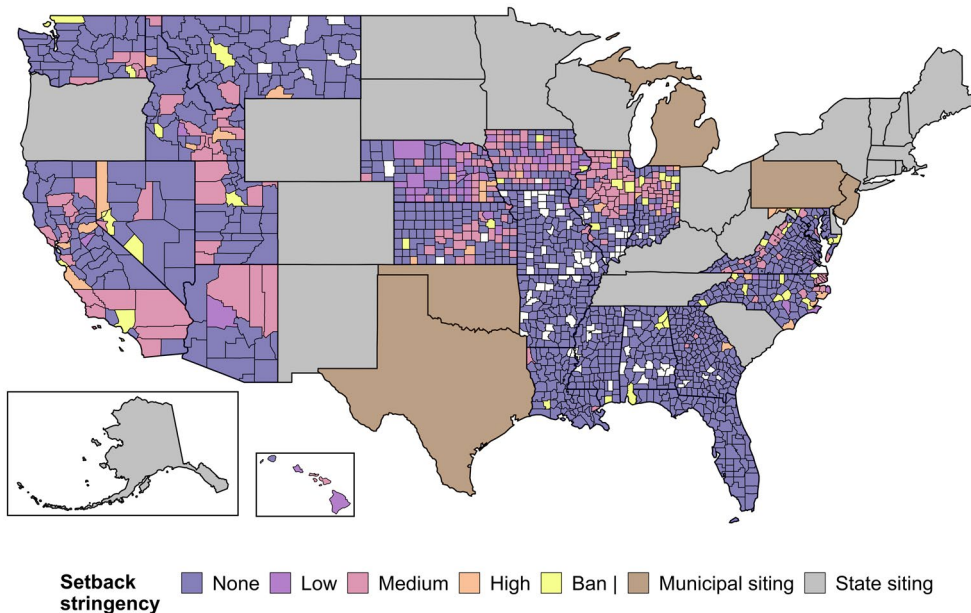 Setback stringency
None Low Medium High Ban | Municipal siting State siting